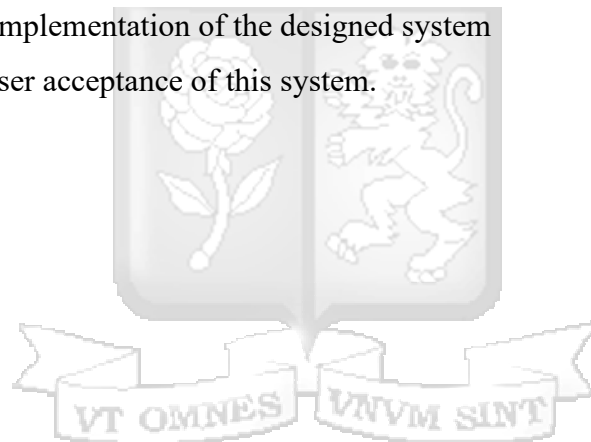 mplementation of the designed system
ser acceptance of this system.
VT OMNES VNVM SINT